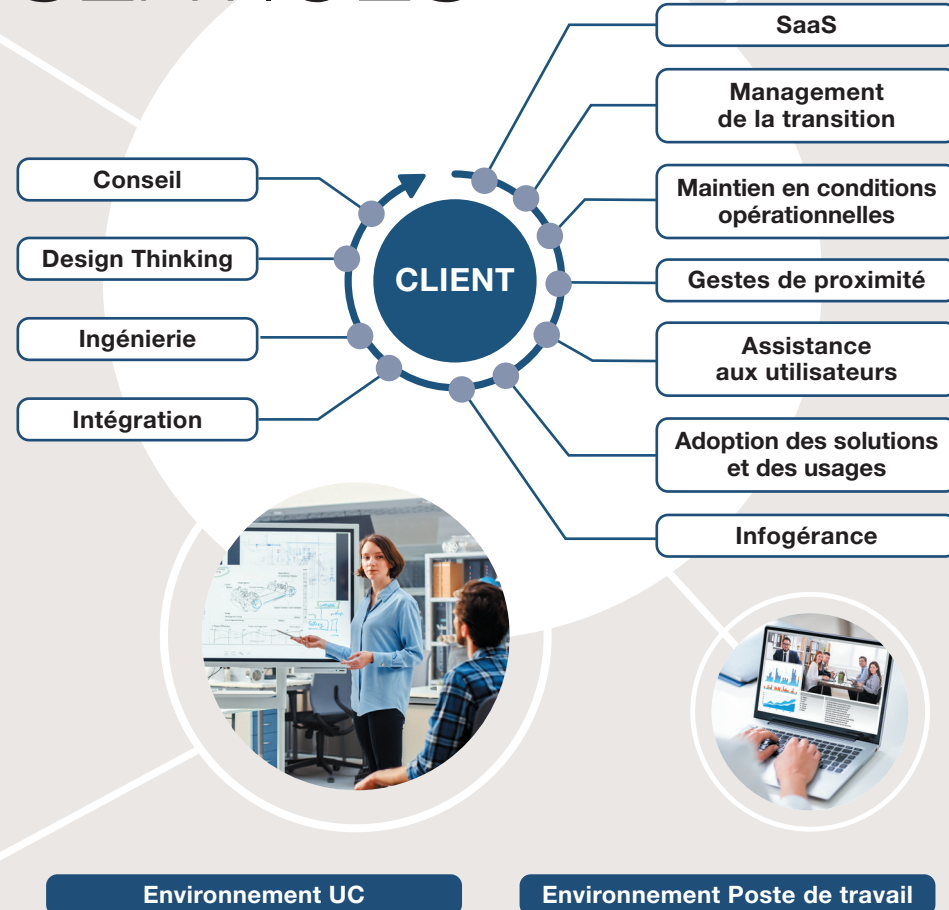 SaaS
Management
de la transition
Maintien en conditions
opérationnelles
Gestes de proximité
Assistance
aux utilisateurs
Adoption des solutions
et des usages
Infogérance
Conseil
Design Thinking
Ingénierie
Intégration
CLIENT
Environnement UC
Environnement Poste de travail